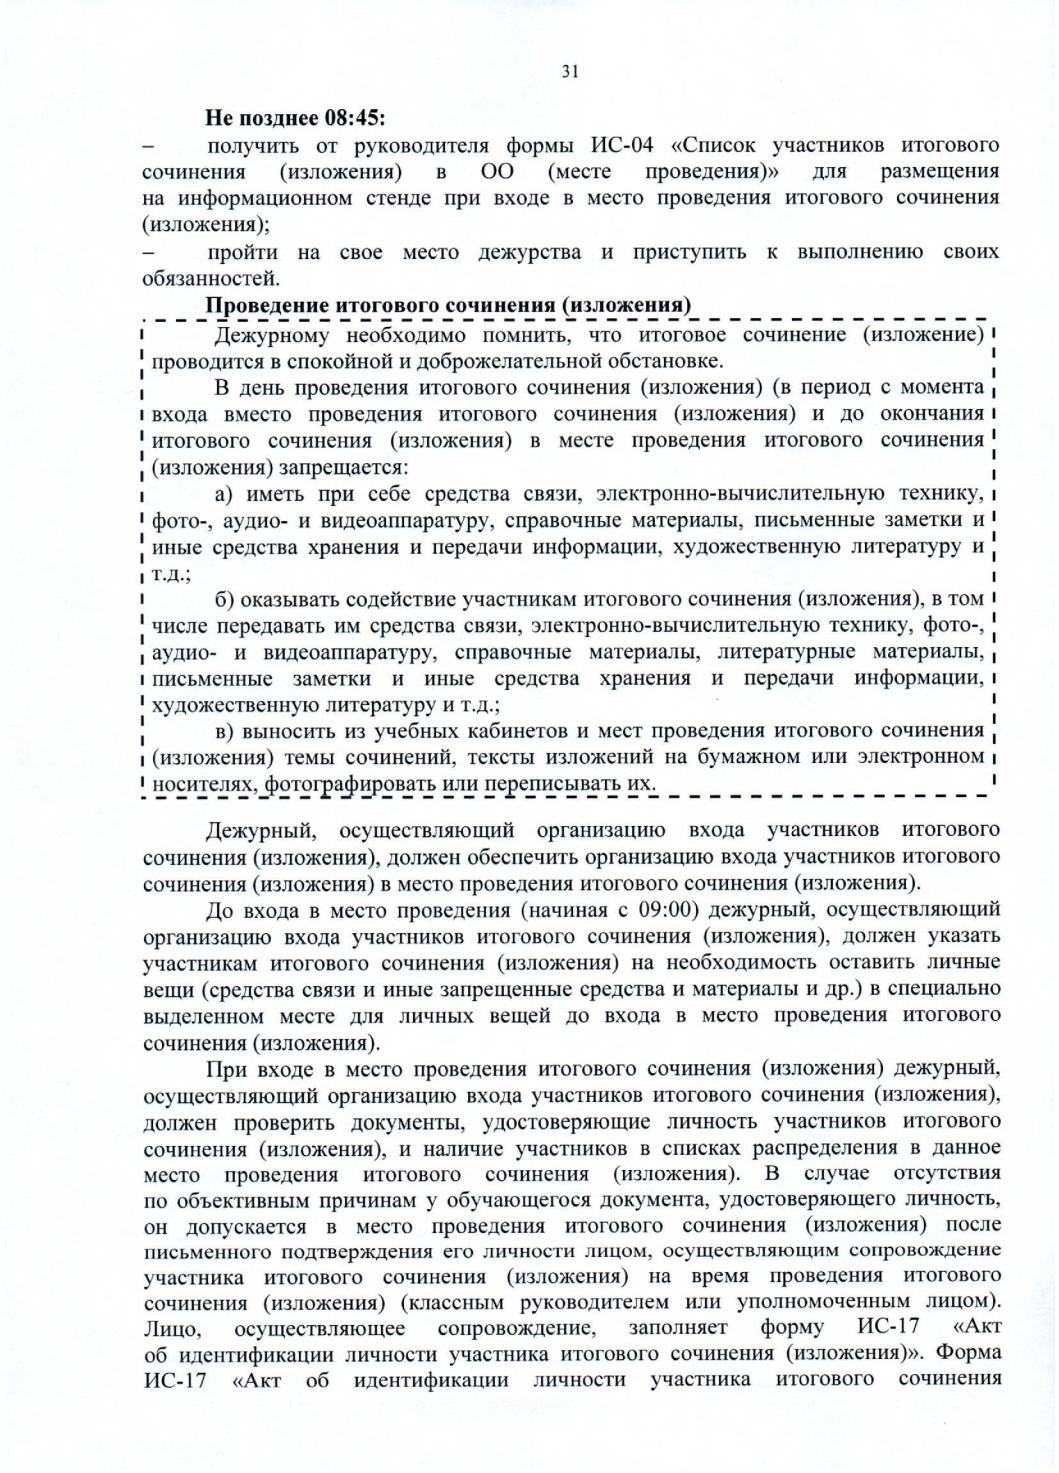 31
Не позднее 08:45:
– получить от руководителя формы ИС-04 «Список участников итогового
сочинения (изложения) в ОО (месте проведения)» для размещения
на информационном стенде при входе в место проведения итогового сочинения
(изложения);
– пройти на свое место дежурства и приступить к выполнению своих
обязанностей.
Проведение итогового сочинения (изложения)
Дежурному необходимо помнить, что итоговое сочинение (изложение)
проводится в спокойной и доброжелательной обстановке.
В день проведения итогового сочинения (изложения) (в период с момента
входа вместо проведения итогового сочинения (изложения) и до окончания
итогового сочинения (изложения) в месте проведения итогового сочинения
(изложения) запрещается:
а) иметь при себе средства связи, электронно-вычислительную технику,
фото-, аудио- и видеоаппаратуру, справочные материалы, письменные заметки и
иные средства хранения и передачи информации, художественную литературу и
т.д.;
б) оказывать содействие участникам итогового сочинения (изложения), в том
числе передавать им средства связи, электронно-вычислительную технику, фото-,
аудио- и видеоаппаратуру, справочные материалы, литературные материалы,
письменные заметки и иные средства хранения и передачи информации,
художественную литературу и т.д.;
в) выносить из учебных кабинетов и мест проведения итогового сочинения
(изложения) темы сочинений, тексты изложений на бумажном или электронном
носителях, фотографировать или переписывать их.
Дежурный, осуществляющий организацию входа участников итогового
сочинения (изложения), должен обеспечить организацию входа участников итогового
сочинения (изложения) в место проведения итогового сочинения (изложения).
До входа в место проведения (начиная с 09:00) дежурный, осуществляющий
организацию входа участников итогового сочинения (изложения), должен указать
участникам итогового сочинения (изложения) на необходимость оставить личные
вещи (средства связи и иные запрещенные средства и материалы и др.) в специально
выделенном месте для личных вещей до входа в место проведения итогового
сочинения (изложения).
При входе в место проведения итогового сочинения (изложения) дежурный,
осуществляющий организацию входа участников итогового сочинения (изложения),
должен проверить документы, удостоверяющие личность участников итогового
сочинения (изложения), и наличие участников в списках распределения в данное
место проведения итогового сочинения (изложения). В случае отсутствия
по объективным причинам у обучающегося документа, удостоверяющего личность,
он допускается в место проведения итогового сочинения (изложения) после
письменного подтверждения его личности лицом, осуществляющим сопровождение
участника итогового сочинения (изложения) на время проведения итогового
сочинения (изложения) (классным руководителем или уполномоченным лицом).
Лицо, осуществляющее сопровождение, заполняет форму ИС-17 «Акт
об идентификации личности участника итогового сочинения (изложения)». Форма
ИС-17 «Акт об идентификации личности участника итогового сочинения